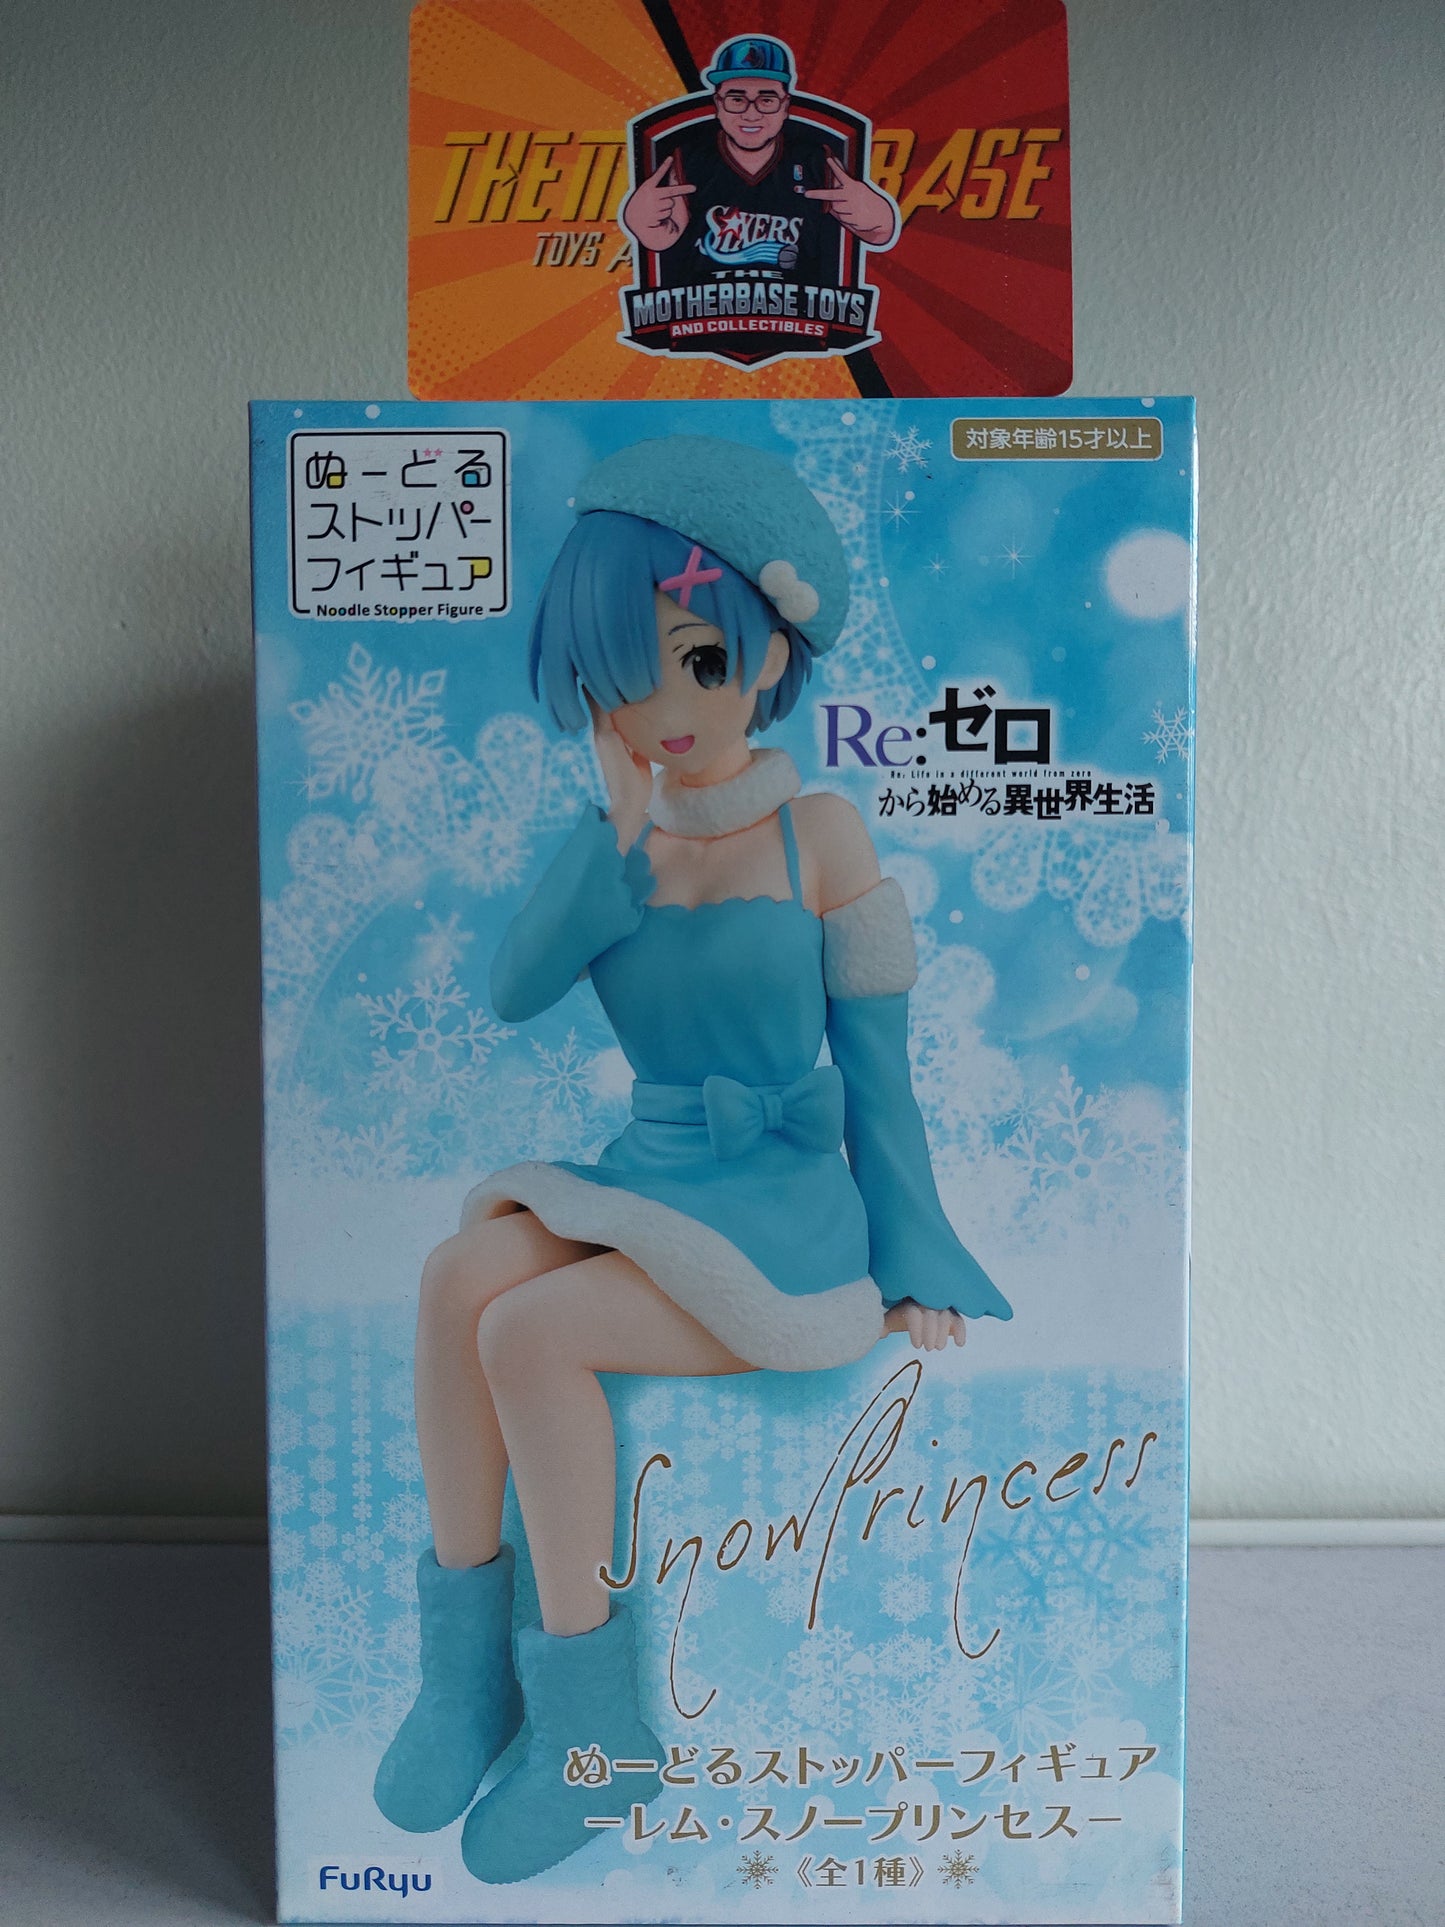 THEM
BASE
TOYS A
SIXERS
THE
MOTHERBASE TOYS
AND COLLECTIBLES
ぬーどる
ストッパー
フィギュア
Noodle Stopper Figure
対象年齢15才以上
Re:ゼロ
Re: Life in a different world from zero
から始める異世界生活
Snow Princess
ぬーどるストッパーフィギュア
ーレム・スノープリンセスー
《全1種》
FuRyu